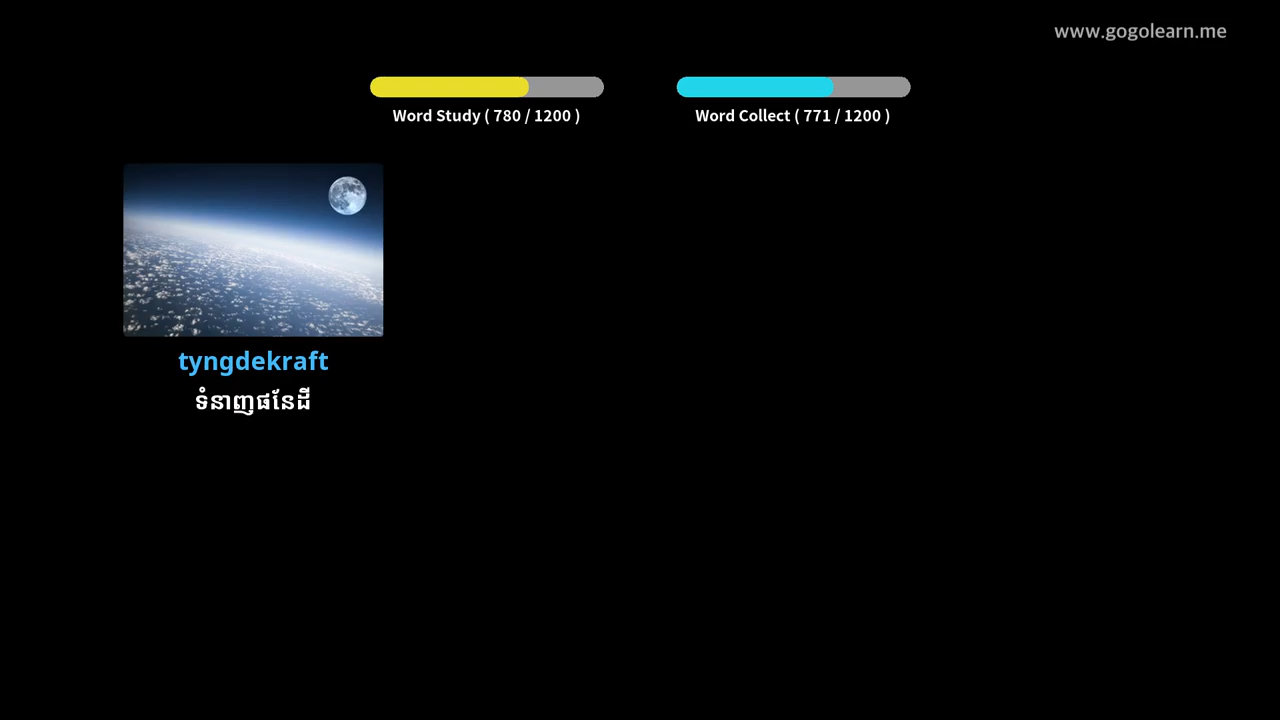 www.gogolearn.me
Word Study ( 780 / 1200 )
Word Collect ( 771 / 1200 )
tyngdekraft
ទំនាញផែនដី